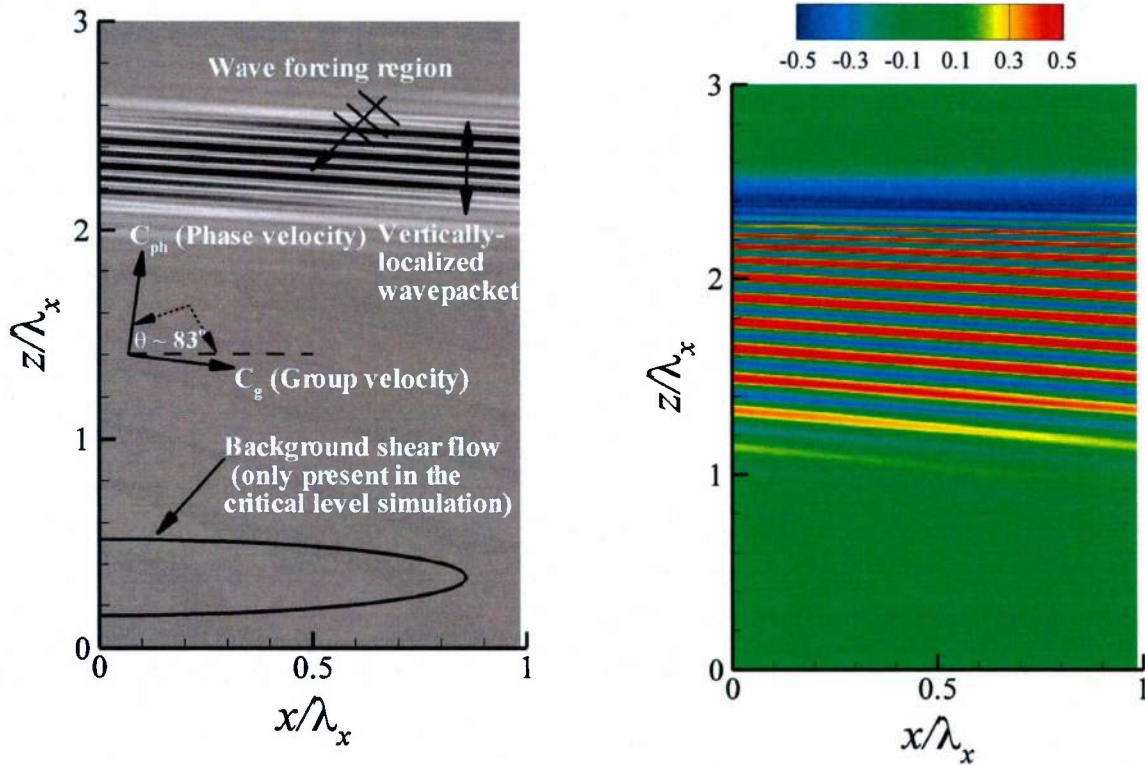 3
Wave forcing region
2
C_ph (Phase velocity)
Vertically-
localized
wavepacket
θ ~ 83°
C_g (Group velocity)
1
Background shear flow
(only present in the
critical level simulation)
0
0
0.5
1
z/λ_x
x/λ_x
-0.5
-0.3
-0.1
0.1
0.3
0.5
3
2
1
0
0
0.5
1
z/λ_x
x/λ_x